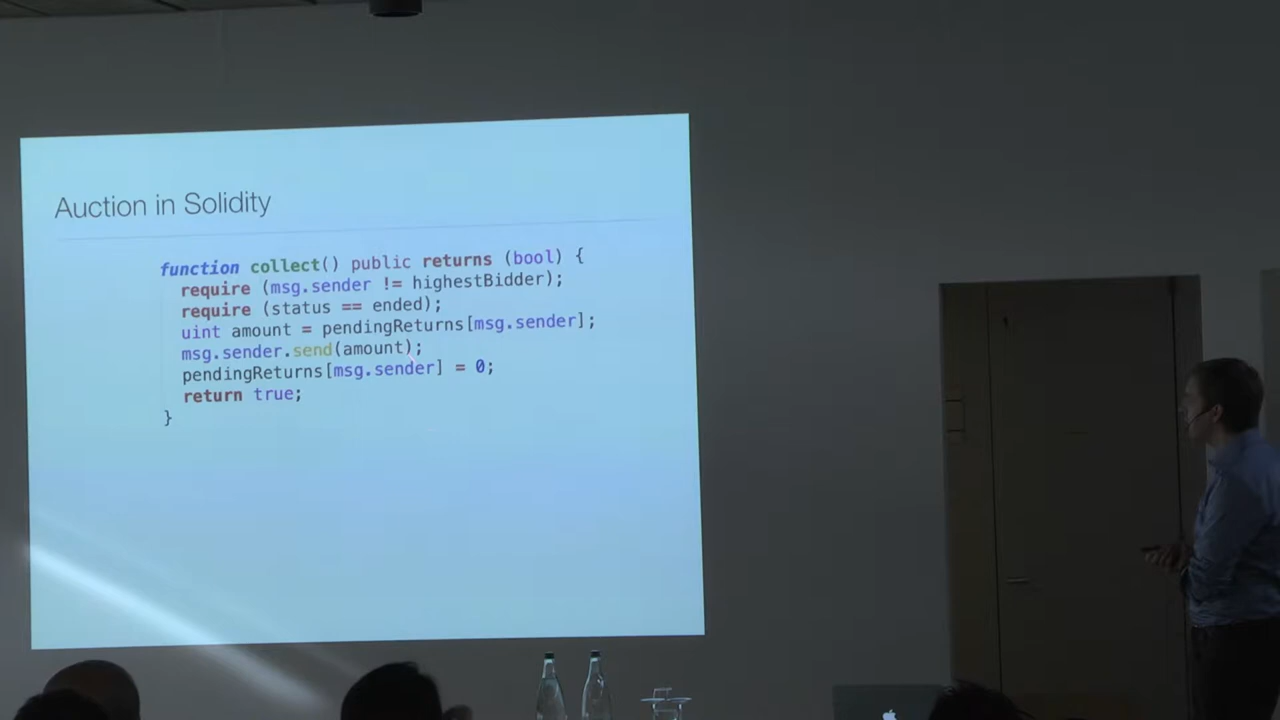 Auction in Solidity
function collect() public returns (bool) {
require (msg.sender != highestBidder);
require (status == ended);
uint amount = pendingReturns[msg.sender];
msg.sender.send(amount);
pendingReturns[msg.sender] = 0;
return true;
}